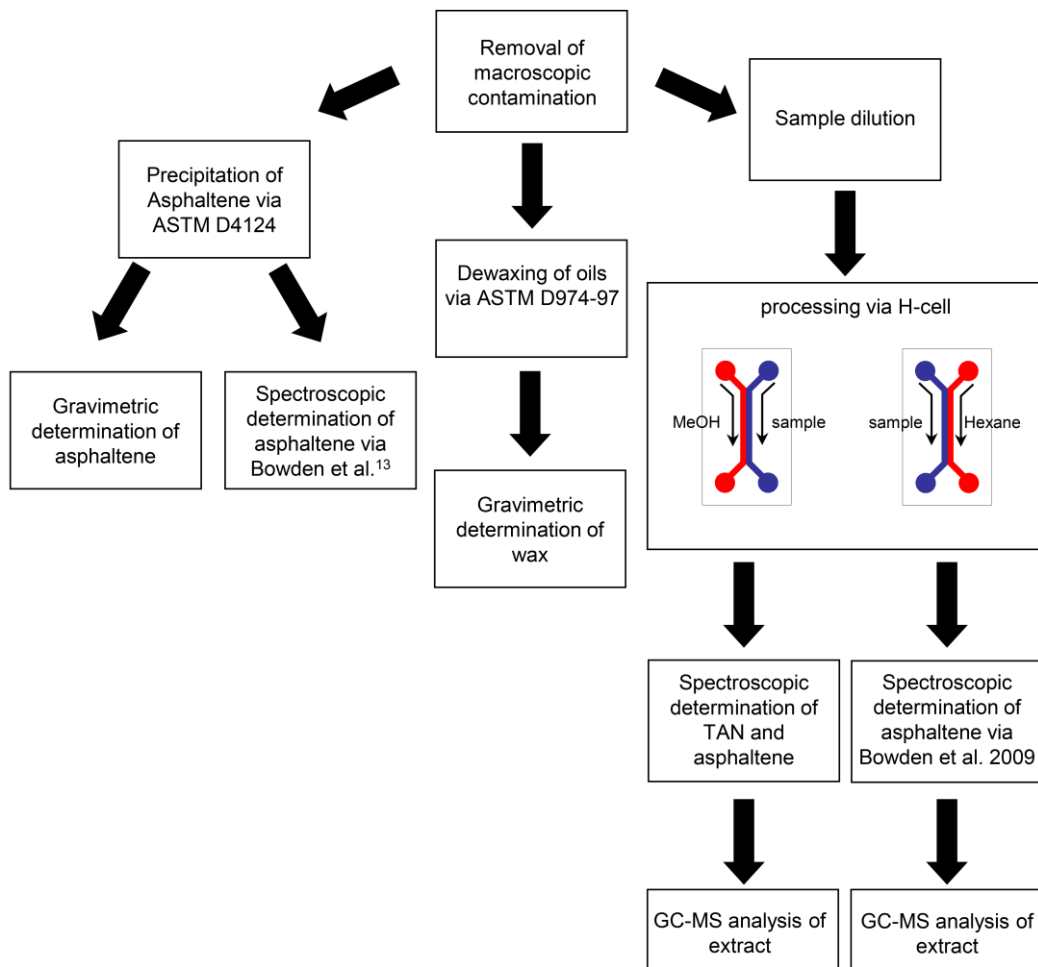 Removal of
macroscopic
contamination
Sample dilution
Precipitation of
Asphaltene via
ASTM D4124
Dewaxing of oils
via ASTM D974-97
processing via H-cell
MeOH
sample
sample
Hexane
Gravimetric
determination of
asphaltene
Spectroscopic
determination of
asphaltene via
Bowden et al.¹³
Gravimetric
determination of
wax
Spectroscopic
determination of
TAN and
asphaltene
Spectroscopic
determination of
asphaltene via
Bowden et al. 2009
GC-MS analysis of
extract
GC-MS analysis of
extract